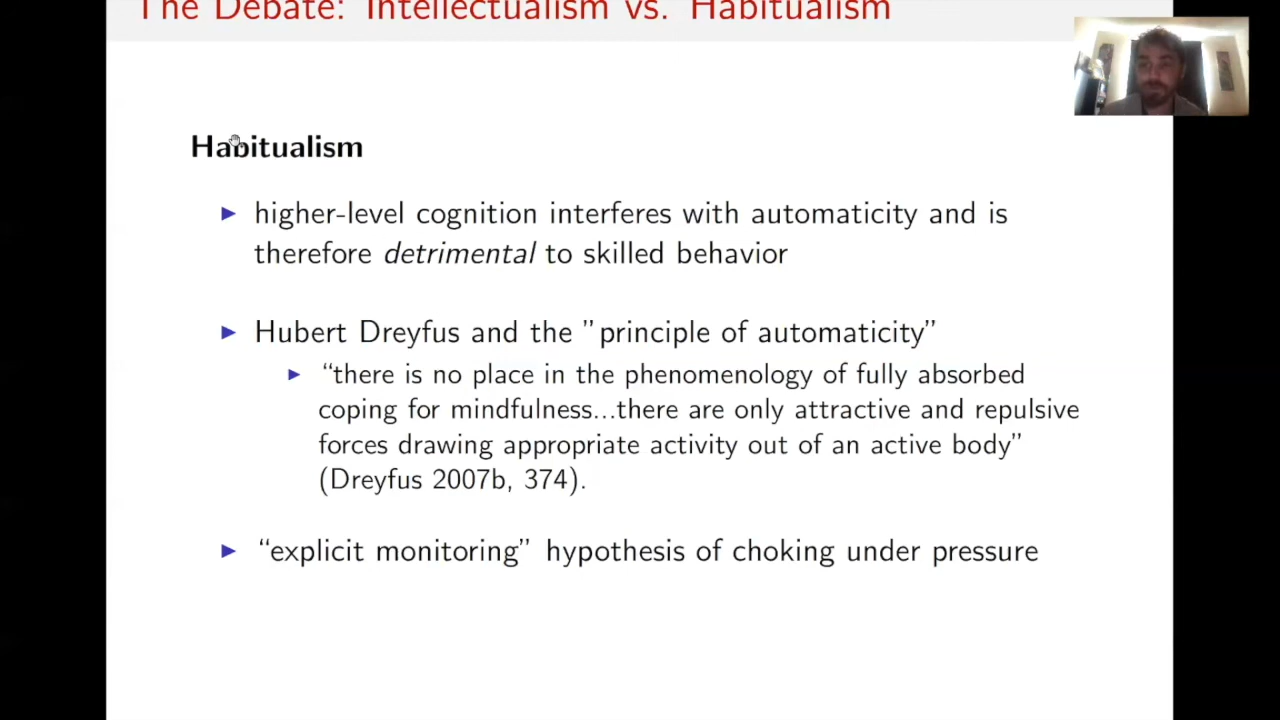 The Debate: Intellectualism vs. Habitualism
Habitualism
higher-level cognition interferes with automaticity and is
therefore detrimental to skilled behavior
Hubert Dreyfus and the "principle of automaticity"
“there is no place in the phenomenology of fully absorbed
coping for mindfulness...there are only attractive and repulsive
forces drawing appropriate activity out of an active body”
(Dreyfus 2007b, 374).
“explicit monitoring” hypothesis of choking under pressure